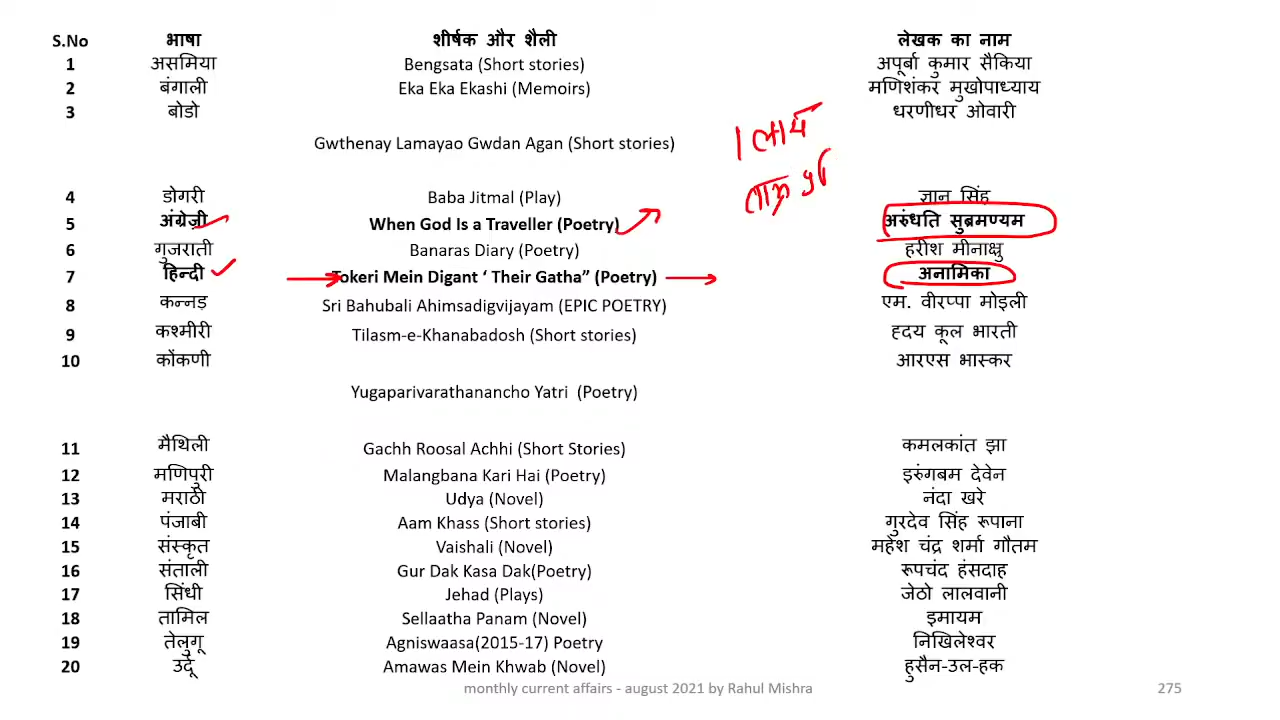 S.No भाषा शीर्षक और शैली लेखक का नाम
1 असमिया Bengsata (Short stories) अपूर्बा कुमार सैकिया
2 बंगाली Eka Eka Ekashi (Memoirs) मणिशंकर मुखोपाध्याय
3 बोडो धरणीधर ओवारी
Gwthenay Lamayao Gwdan Agan (Short stories)
1 लाख
4 डोगरी Baba Jitmal (Play) ज्ञान सिंह
5 अंग्रेज़ी When God Is a Traveller (Poetry) अरुंधति सुब्रमण्यम
6 गुजराती Banaras Diary (Poetry) हरीश मीनाक्षु
7 हिन्दी Tokeri Mein Digant ‘ Their Gatha” (Poetry) अनामिका
8 कन्नड़ Sri Bahubali Ahimsadigvijayam (EPIC POETRY) एम. वीरप्पा मोइली
9 कश्मीरी Tilasm-e-Khanabadosh (Short stories) ह्दय कूल भारती
10 कोंकणी आरएस भास्कर
Yugaparivarathanancho Yatri (Poetry)
11 मैथिली Gachh Roosal Achhi (Short Stories) कमलकांत झा
12 मणिपुरी Malangbana Kari Hai (Poetry) इरुंगबम देवेन
13 मराठी Udya (Novel) नंदा खरे
14 पंजाबी Aam Khass (Short stories) गुरदेव सिंह रूपाना
15 संस्कृत Vaishali (Novel) महेश चंद्र शर्मा गौतम
16 संताली Gur Dak Kasa Dak(Poetry) रूपचंद हंसदाह
17 सिंधी Jehad (Plays) जेठो लालवानी
18 तामिल Sellaatha Panam (Novel) इमायम
19 तेलुगू Agniswaasa(2015-17) Poetry निखिलेश्वर
20 उर्दू Amawas Mein Khwab (Novel) हुसैन-उल-हक
monthly current affairs - august 2021 by Rahul Mishra 275